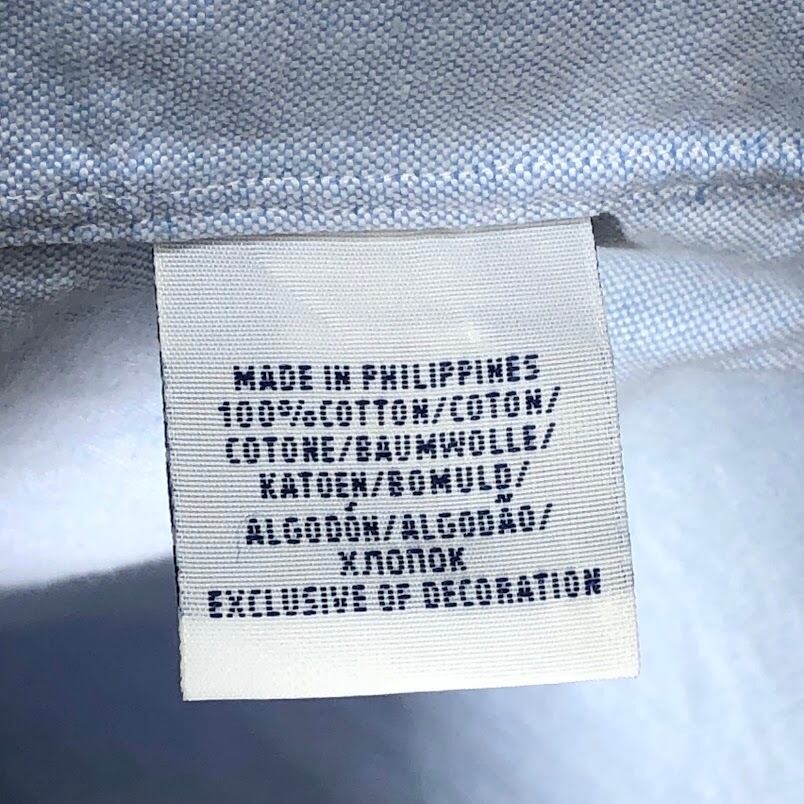 MADE IN PHILIPPINES
100%COTTON/COTON/
COTONE/BAUMWOLLE/
KATOEN/BOMULD/
ALGODÓN/ALGODÃO/
ХЛОПОК
EXCLUSIVE OF DECORATION